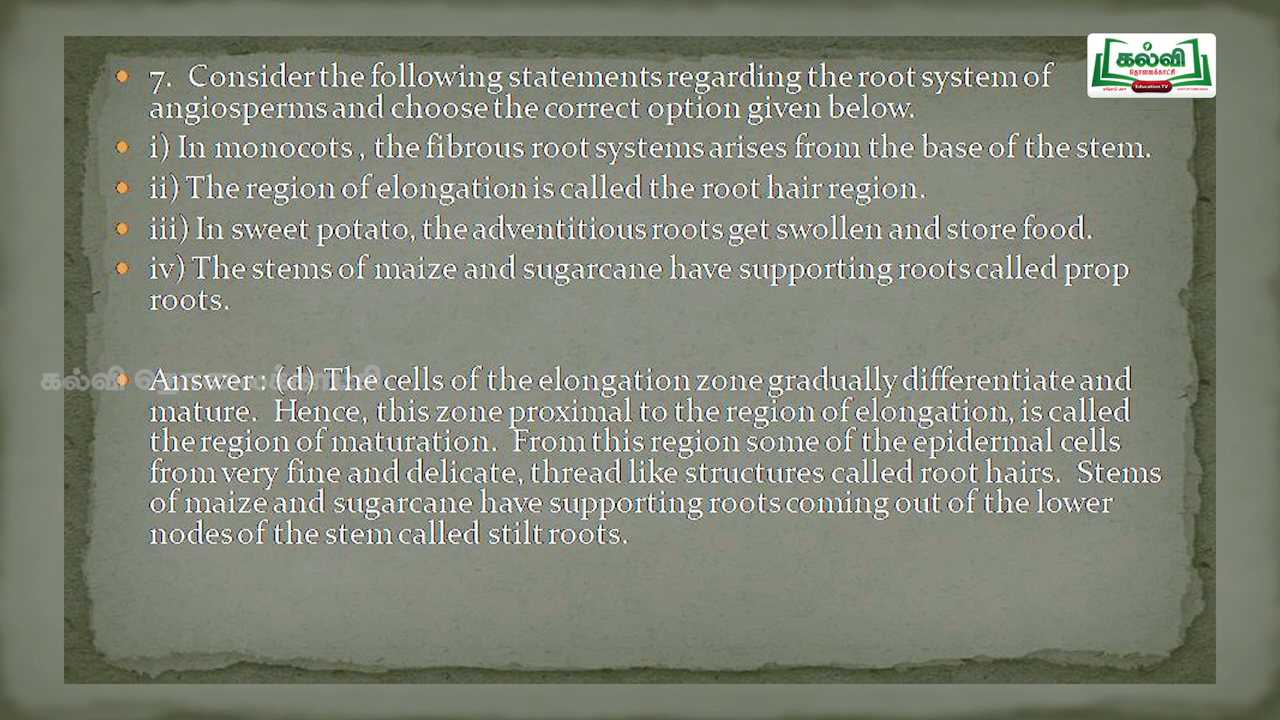 கல்வி
தொலைக்காட்சி
Education TV
7. Consider the following statements regarding the root system of
angiosperms and choose the correct option given below.
i) In monocots , the fibrous root systems arises from the base of the stem.
ii) The region of elongation is called the root hair region.
iii) In sweet potato, the adventitious roots get swollen and store food.
iv) The stems of maize and sugarcane have supporting roots called prop
roots.
Answer : (d) The cells of the elongation zone gradually differentiate and
mature. Hence, this zone proximal to the region of elongation, is called
the region of maturation. From this region some of the epidermal cells
from very fine and delicate, thread like structures called root hairs. Stems
of maize and sugarcane have supporting roots coming out of the lower
nodes of the stem called stilt roots.